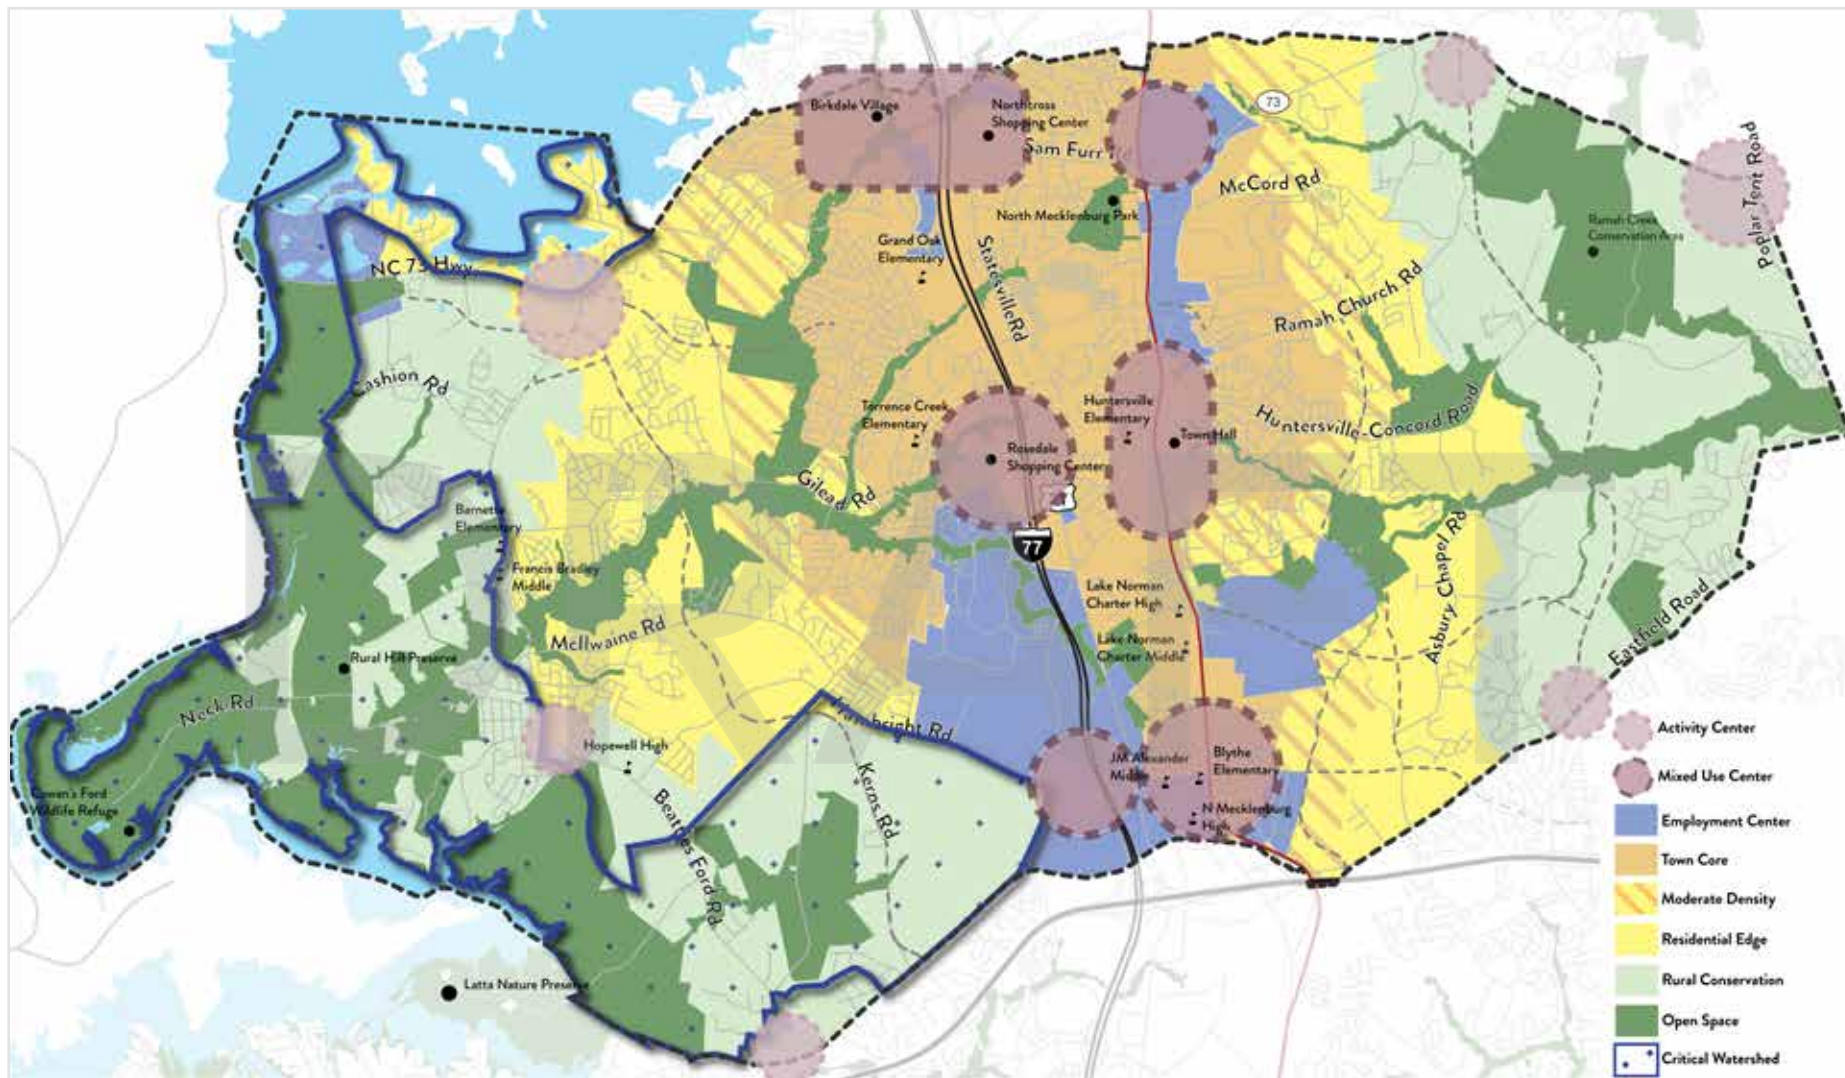 Birkdale Village
Northcross
Shopping Center
Sam Furr
73
McCord Rd
Poplar Tent Road
North Mecklenburg Park
Ramah Creek
Conservation Area
Grand Oak
Elementary
Statesville Rd
NC 73 Hwy
Ramah Church Rd
Cashion Rd
Torrence Creek
Elementary
Huntersville
Elementary
Huntersville-Concord Road
Town Hall
Rosedale
Shopping Center
Gilead Rd
Barnette
Elementary
77
Asbury Chapel Rd
Francis Bradley
Middle
Lake Norman
Charter High
Eastfield Road
McIlwaine Rd
Lake Norman
Charter Middle
Rural Hill Preserve
Neck Rd
Hambright Rd
Hopewell High
JM Alexander
Middle
Blythe
Elementary
Kerns Rd
Beatties Ford Rd
N Mecklenburg
High
Cowan's Ford
Wildlife Refuge
Latta Nature Preserve
Activity Center
Mixed Use Center
Employment Center
Town Core
Moderate Density
Residential Edge
Rural Conservation
Open Space
Critical Watershed
DRAFT